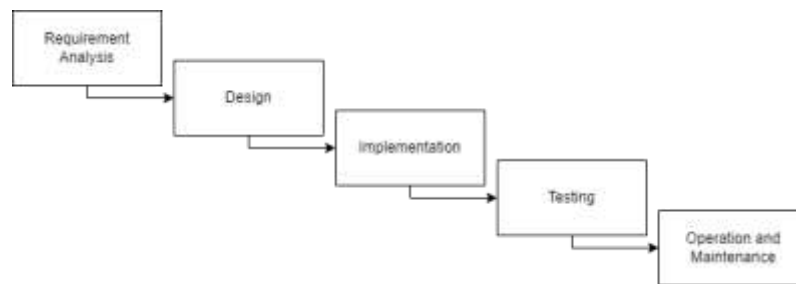 Requirement
Analysis
Design
Implementation
Testing
Operation and
Maintenance